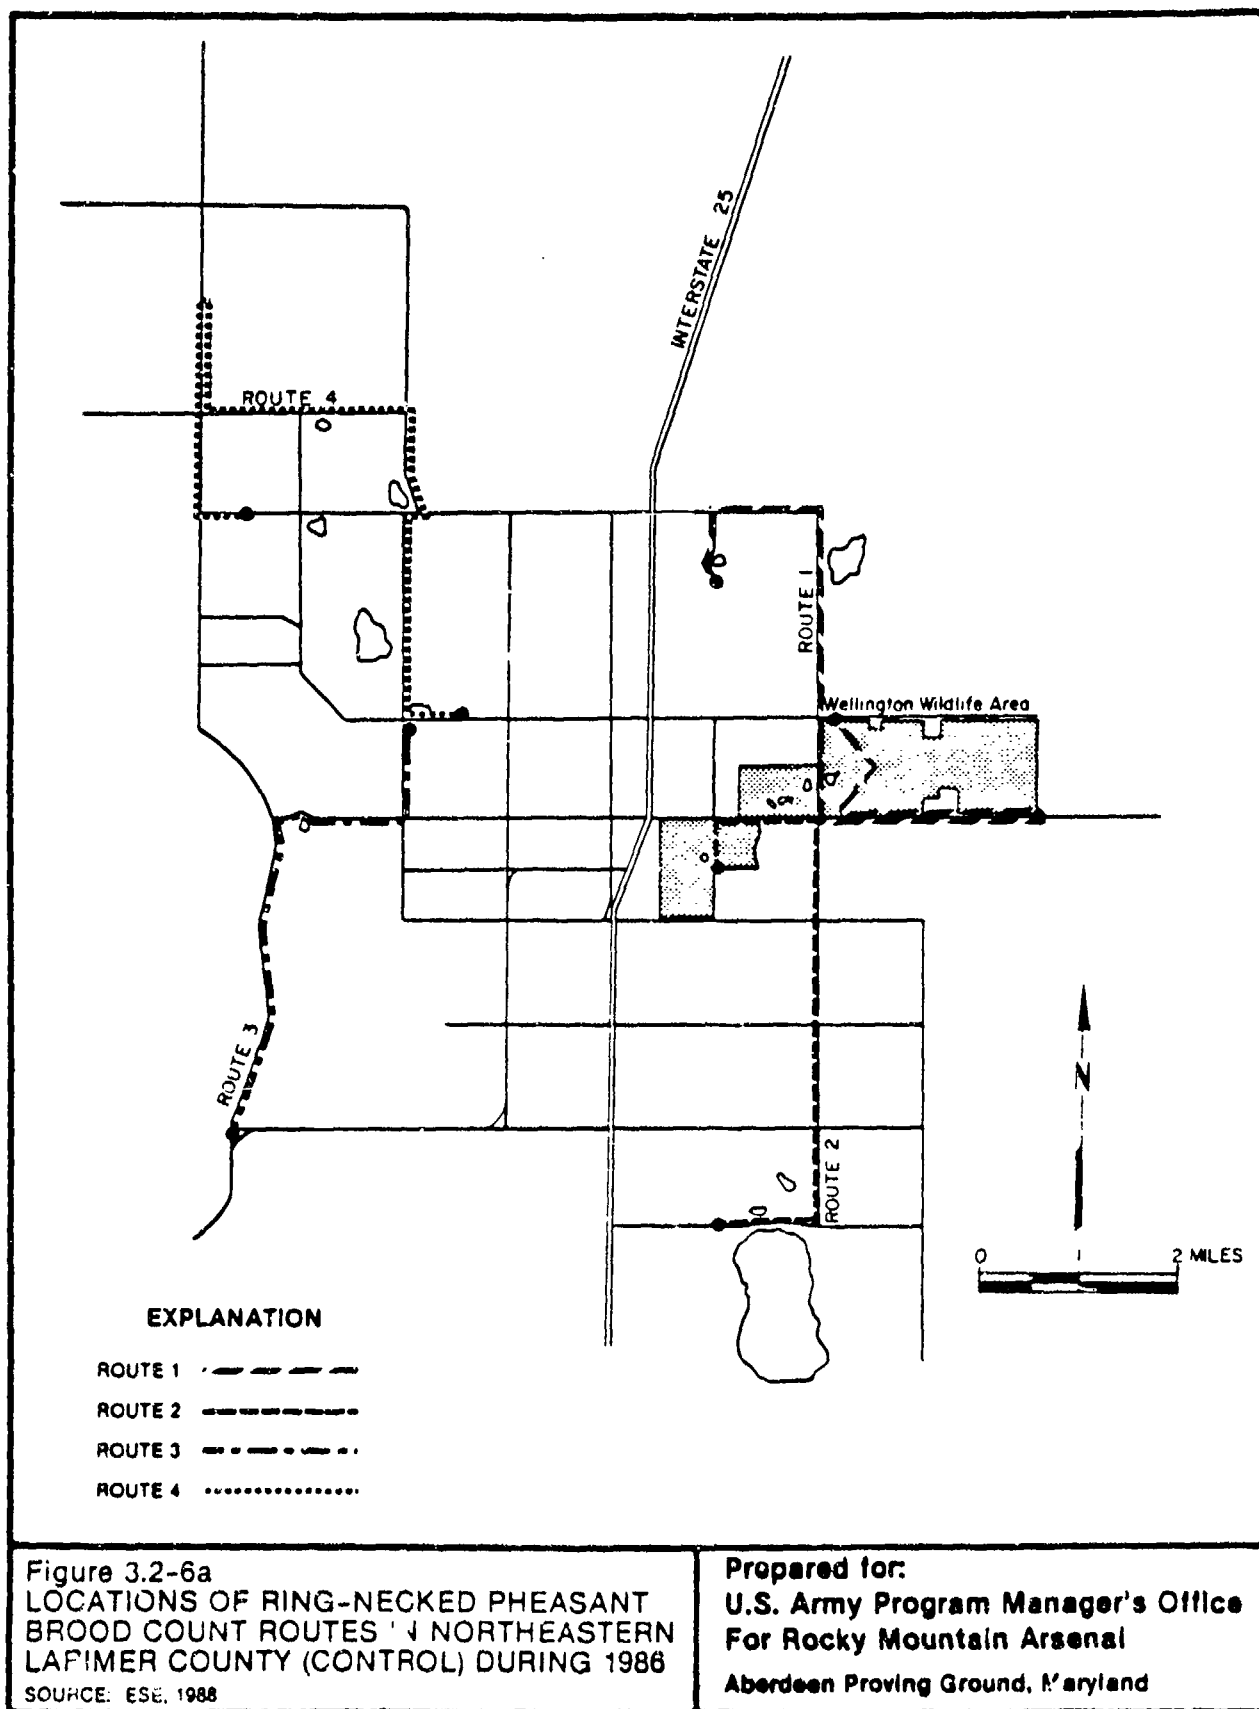 INTERSTATE 25
ROUTE 4
ROUTE 1
Wellington Wildlife Area
ROUTE 3
ROUTE 2
N
0 1 2 MILES
EXPLANATION
ROUTE 1
ROUTE 2
ROUTE 3
ROUTE 4
Figure 3.2-6a
LOCATIONS OF RING-NECKED PHEASANT
BROOD COUNT ROUTES NORTHEASTERN
LARIMER COUNTY (CONTROL) DURING 1986
SOURCE: ESE, 1988
Prepared for:
U.S. Army Program Manager's Office
For Rocky Mountain Arsenal
Aberdeen Proving Ground, Maryland